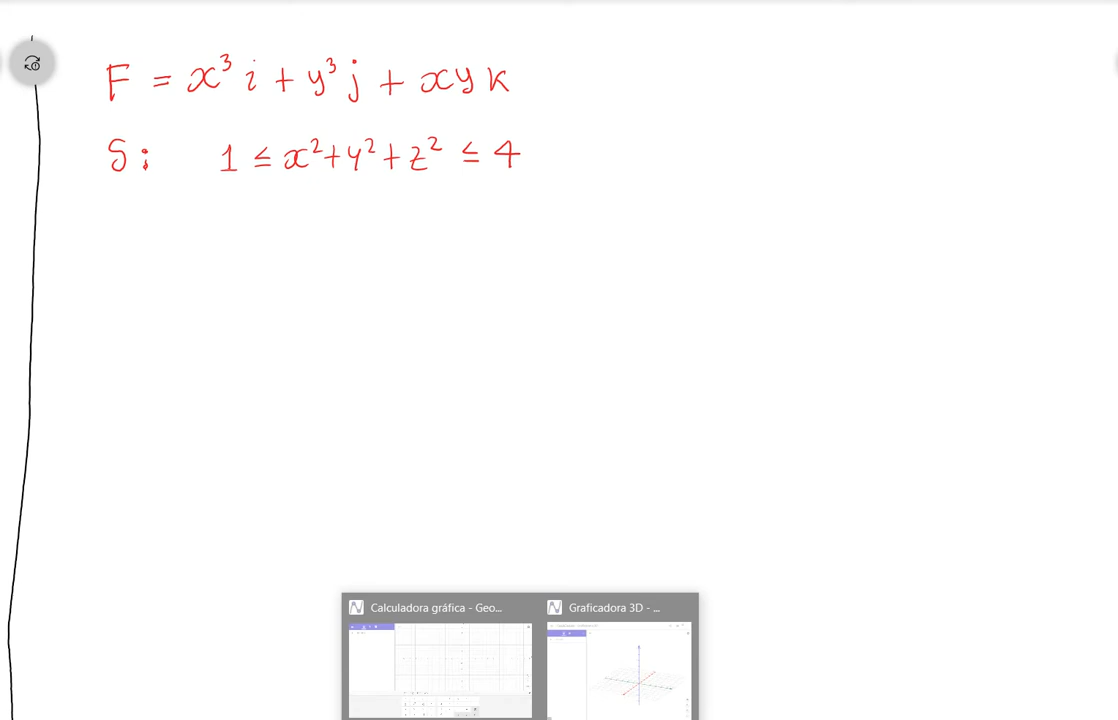 F = x³ i + y³ j + xy k
S: 1 ≤ x²+y²+z² ≤ 4
Calculadora gráfica - Geo... Graficadora 3D - ...